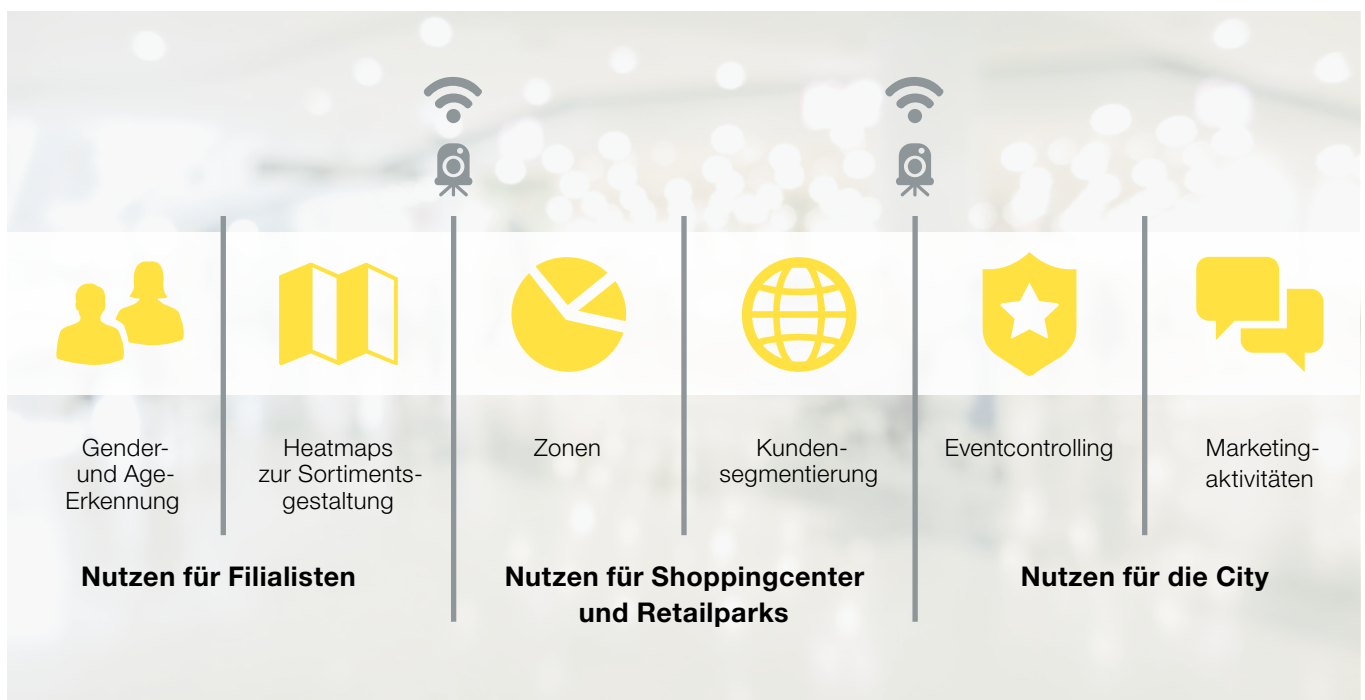 Gender-
und Age-
Erkennung
Heatmaps
zur Sortiments-
gestaltung
Zonen
Kunden-
segmentierung
Eventcontrolling
Marketing-
aktivitäten
Nutzen für Filialisten
Nutzen für Shoppingcenter
und Retailparks
Nutzen für die City